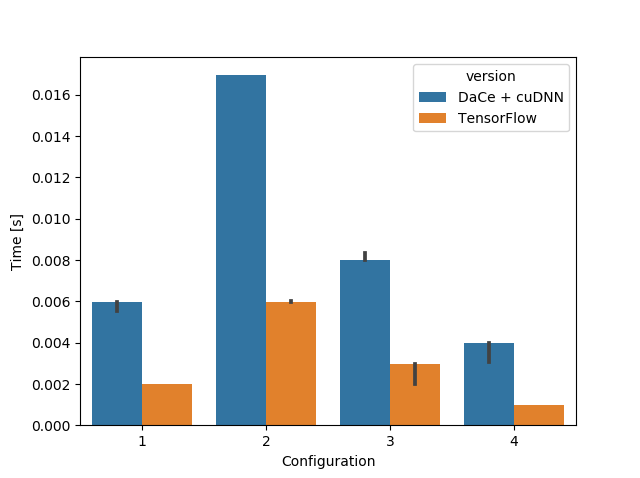 version
DaCe + cuDNN
TensorFlow
0.016
0.014
0.012
0.010
0.008
0.006
0.004
0.002
0.000
Time [s]
1 2 3 4
Configuration